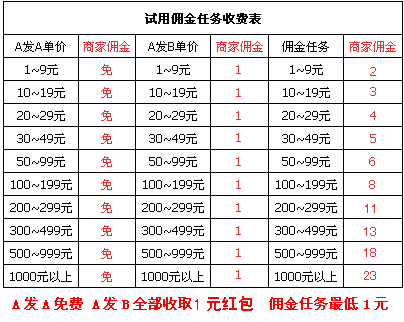 试用佣金任务收费表
A发A单价 商家佣金 A发B单价 商家佣金 佣金任务 商家佣金
1~9元 免 1~9元 1 1~9元 2
10~19元 免 10~19元 1 10~19元 3
20~29元 免 20~29元 1 20~29元 4
30~49元 免 30~49元 1 30~49元 5
50~99元 免 50~99元 1 50~99元 6
100~199元 免 100~199元 1 100~199元 8
200~299元 免 200~299元 1 200~299元 11
300~499元 免 300~499元 1 300~499元 13
500~999元 免 500~999元 1 500~999元 18
1000元以上 免 1000元以上 1 1000元以上 23
A发A免费 A发B全部收取1元红包 佣金任务最低1元